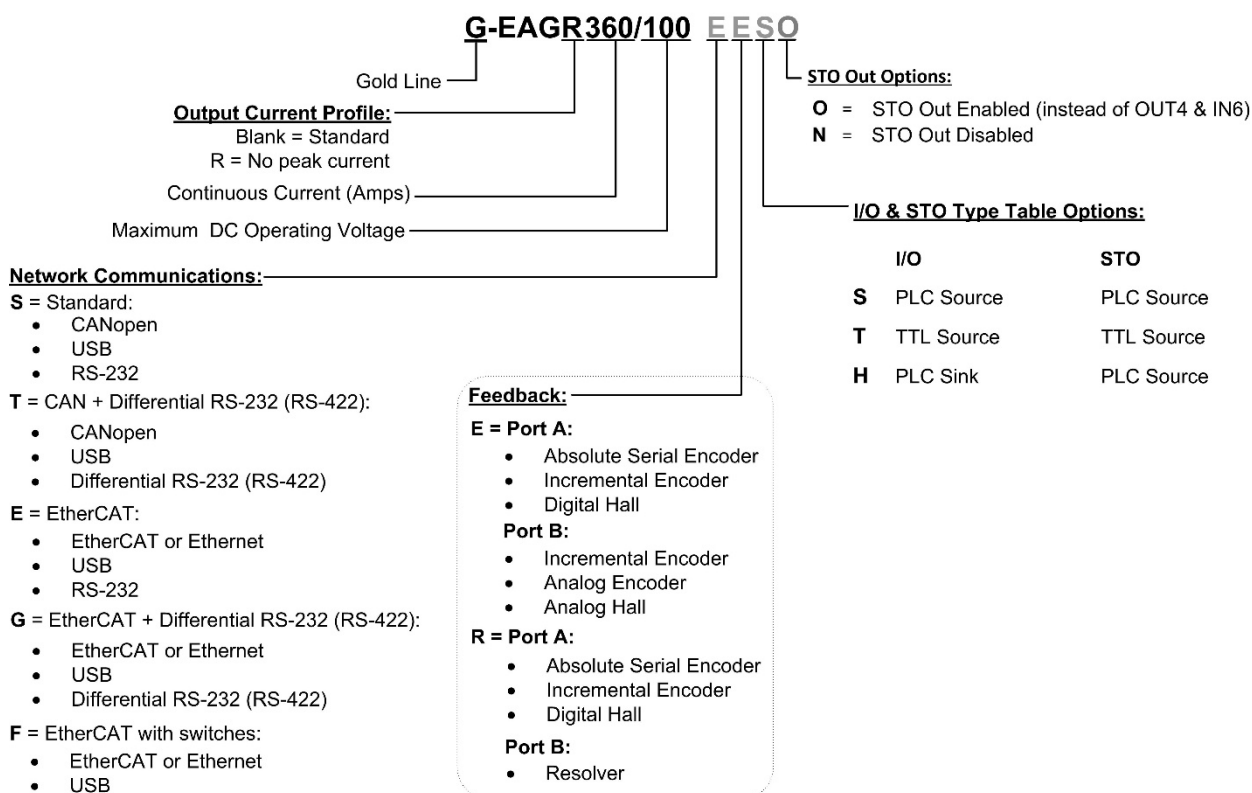 G-EAGR360/100 EESO
Gold Line
Output Current Profile:
Blank = Standard
R = No peak current
Continuous Current (Amps)
Maximum DC Operating Voltage
Network Communications:
S = Standard:
• CANopen
• USB
• RS-232
T = CAN + Differential RS-232 (RS-422):
• CANopen
• USB
• Differential RS-232 (RS-422)
E = EtherCAT:
• EtherCAT or Ethernet
• USB
• RS-232
G = EtherCAT + Differential RS-232 (RS-422):
• EtherCAT or Ethernet
• USB
• Differential RS-232 (RS-422)
F = EtherCAT with switches:
• EtherCAT or Ethernet
• USB
Feedback:
E = Port A:
• Absolute Serial Encoder
• Incremental Encoder
• Digital Hall
Port B:
• Incremental Encoder
• Analog Encoder
• Analog Hall
R = Port A:
• Absolute Serial Encoder
• Incremental Encoder
• Digital Hall
Port B:
• Resolver
STO Out Options:
O = STO Out Enabled (instead of OUT4 & IN6)
N = STO Out Disabled
I/O & STO Type Table Options:
I/O STO
S PLC Source PLC Source
T TTL Source TTL Source
H PLC Sink PLC Source